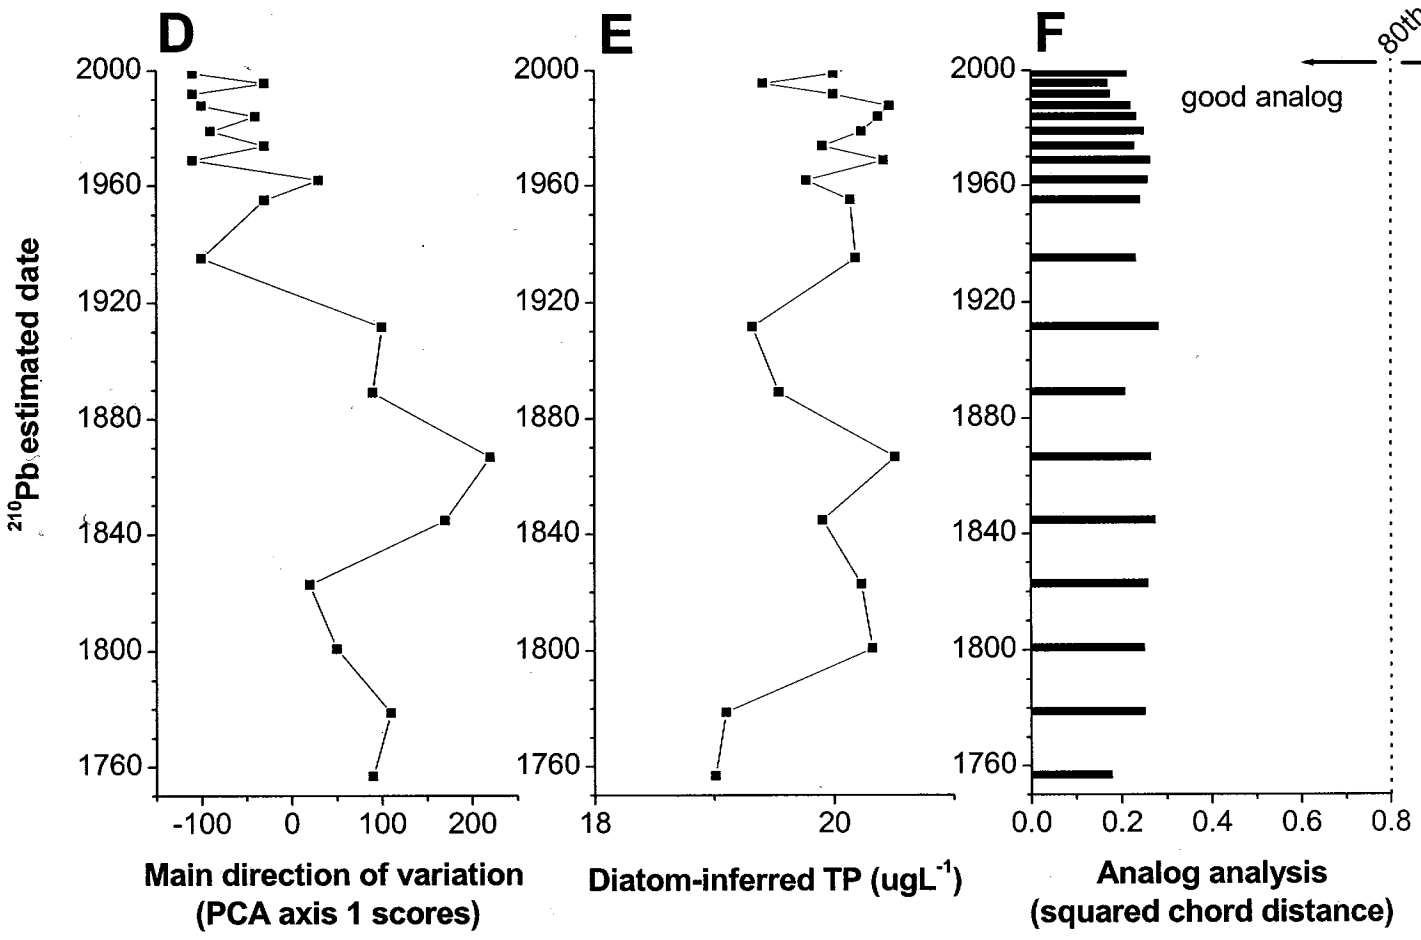 D
E
F
80th
good analog
2000
1960
1920
1880
1840
1800
1760
2000
1960
1920
1880
1840
1800
1760
2000
1960
1920
1880
1840
1800
1760
²¹⁰Pb estimated date
-100 0 100 200
18 20
0.0 0.2 0.4 0.6 0.8
Main direction of variation
(PCA axis 1 scores)
Diatom-inferred TP (ugL⁻¹)
Analog analysis
(squared chord distance)